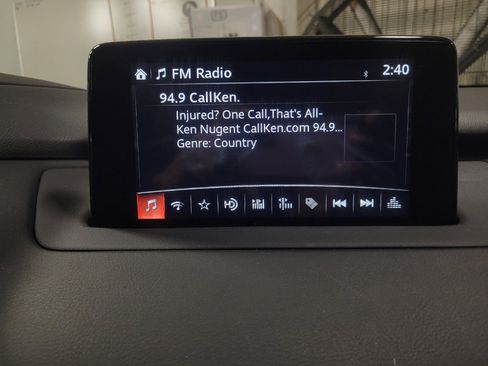 FM Radio
2:40
94.9 CallKen.
Injured? One Call,That's All-
Ken Nugent CallKen.com 94.9...
Genre: Country
HD